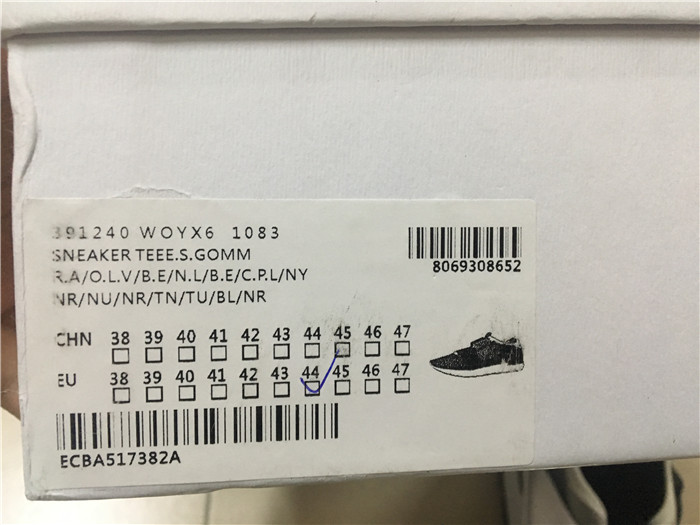 391240 WOYX6 1083
SNEAKER TEEE.S.GOMM
R.A/O.L.V/B.E/N.L/B.E/C.P.L/NY
NR/NU/NR/TN/TU/BL/NR
8069308652
CHN 38 39 40 41 42 43 44 45 46 47
EU 38 39 40 41 42 43 44 45 46 47
ECBA517382A